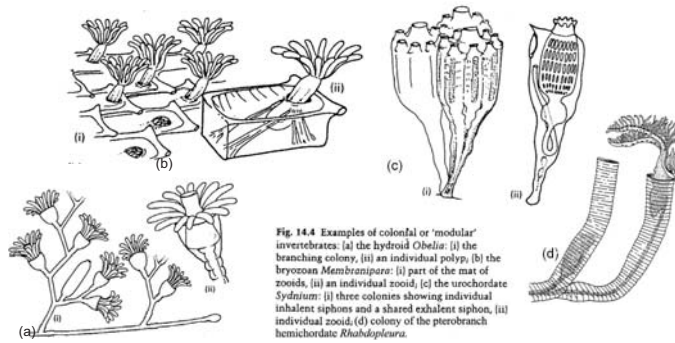 (i)
(b)
(ii)
(c)
(i)
(ii)
(d)
(a)
(i)
(ii)
Fig. 14.4 Examples of colonial or 'modular'
invertebrates: (a) the hydroid Obelia: (i) the
branching colony, (ii) an individual polyp; (b) the
bryozoan Membranipara: (i) part of the mat of
zooids, (ii) an individual zooid; (c) the urochordate
Sydnium: (i) three colonies showing individual
inhalent siphons and a shared exhalent siphon, (ii)
individual zooid; (d) colony of the pterobranch
hemichordate Rhabdopleura.